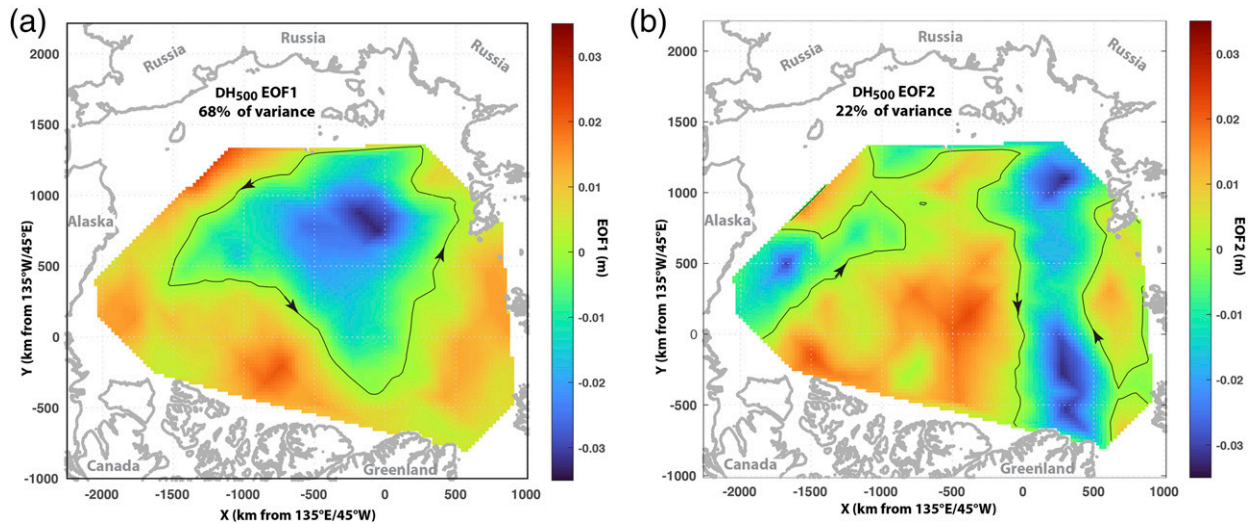 (a)
Russia
Russia
Russia
DH500 EOF1
68% of variance
Alaska
Canada
Greenland
2000
1500
1000
500
0
-500
-1000
Y (km from 135°W/45°E)
-2000 -1500 -1000 -500 0 500 1000
X (km from 135°E/45°W)
0.03
0.02
0.01
0
-0.01
-0.02
-0.03
EOF1 (m)
(b)
Russia
Russia
Russia
DH500 EOF2
22% of variance
Alaska
Canada
Greenland
2000
1500
1000
500
0
-500
-1000
Y (km from 135°W/45°E)
-2000 -1500 -1000 -500 0 500 1000
X (km from 135°E/45°W)
0.03
0.02
0.01
0
-0.01
-0.02
-0.03
EOF2 (m)